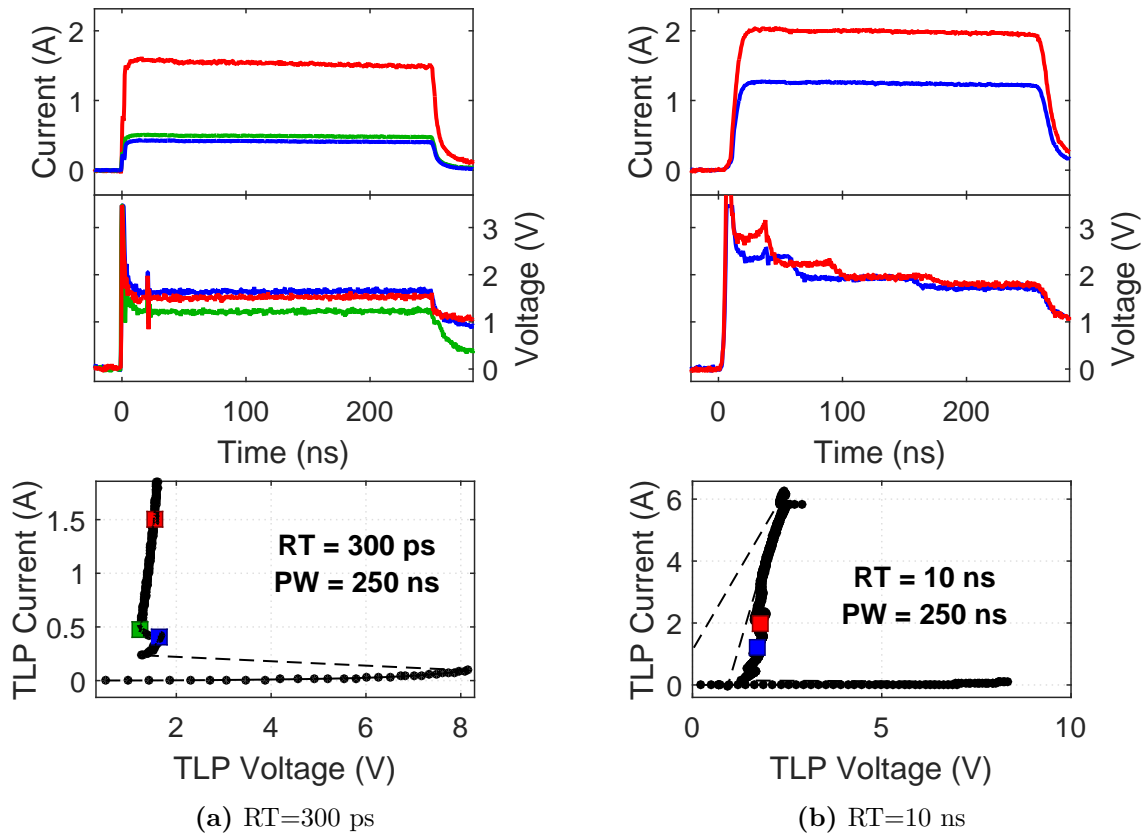 Current (A)
2
1
0
Voltage (V)
3
2
1
0
0
100
200
Time (ns)
TLP Current (A)
1.5
1
0.5
0
RT = 300 ps
PW = 250 ns
2
4
6
8
TLP Voltage (V)
(a) RT=300 ps
Current (A)
2
1
0
Voltage (V)
3
2
1
0
0
100
200
Time (ns)
TLP Current (A)
6
4
2
0
RT = 10 ns
PW = 250 ns
0
5
10
TLP Voltage (V)
(b) RT=10 ns